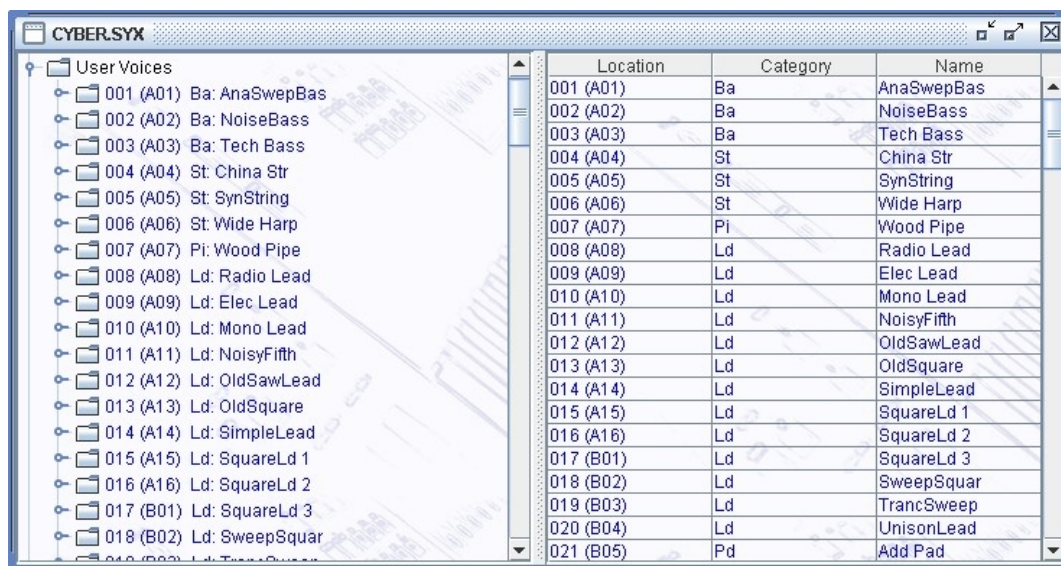 CYBER.SYX
User Voices
001 (A01) Ba: AnaSwepBas
002 (A02) Ba: NoiseBass
003 (A03) Ba: Tech Bass
004 (A04) St: China Str
005 (A05) St: SynString
006 (A06) St: Wide Harp
007 (A07) Pi: Wood Pipe
008 (A08) Ld: Radio Lead
009 (A09) Ld: Elec Lead
010 (A10) Ld: Mono Lead
011 (A11) Ld: NoisyFifth
012 (A12) Ld: OldSawLead
013 (A13) Ld: OldSquare
014 (A14) Ld: SimpleLead
015 (A15) Ld: SquareLd 1
016 (A16) Ld: SquareLd 2
017 (B01) Ld: SquareLd 3
018 (B02) Ld: SweepSquar
019 (B03) Ld: TrancSweep
Location Category Name
001 (A01) Ba AnaSwepBas
002 (A02) Ba NoiseBass
003 (A03) Ba Tech Bass
004 (A04) St China Str
005 (A05) St SynString
006 (A06) St Wide Harp
007 (A07) Pi Wood Pipe
008 (A08) Ld Radio Lead
009 (A09) Ld Elec Lead
010 (A10) Ld Mono Lead
011 (A11) Ld NoisyFifth
012 (A12) Ld OldSawLead
013 (A13) Ld OldSquare
014 (A14) Ld SimpleLead
015 (A15) Ld SquareLd 1
016 (A16) Ld SquareLd 2
017 (B01) Ld SquareLd 3
018 (B02) Ld SweepSquar
019 (B03) Ld TrancSweep
020 (B04) Ld UnisonLead
021 (B05) Pd Add Pad